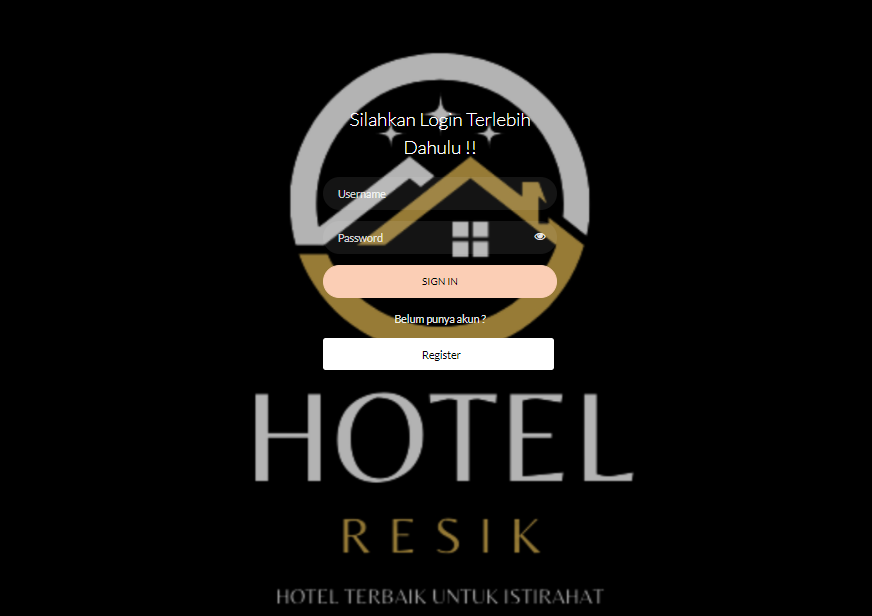 Silahkan Login Terlebih
Dahulu !!
Username
Password
SIGN IN
Belum punya akun ?
Register
HOTEL
RESIK
HOTEL TERBAIK UNTUK ISTIRAHAT